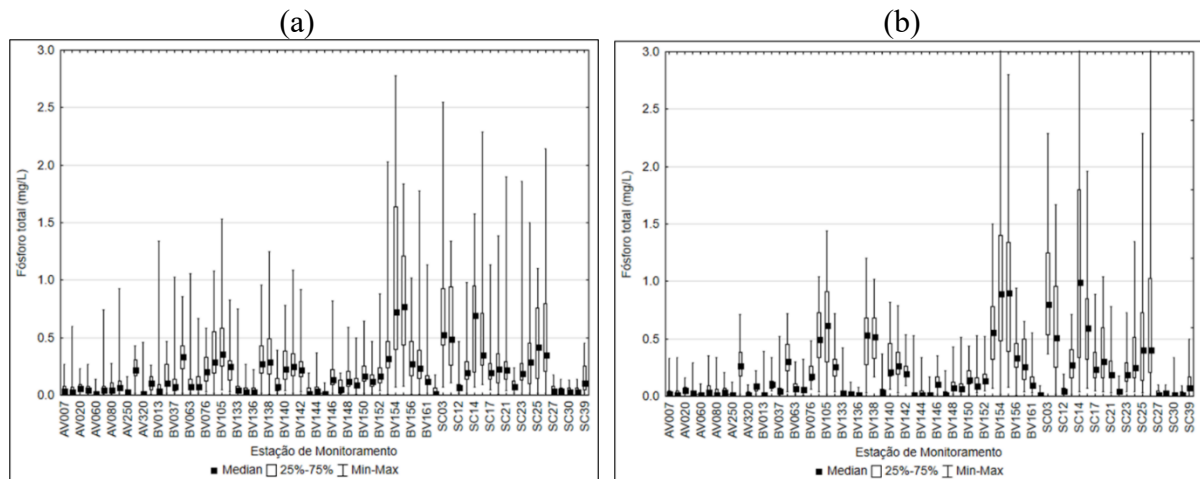 (a)
Fósforo total (mg/L)
3.0
2.5
2.0
1.5
1.0
0.5
0.0
AV007 AV020 AV060 AV080 AV250 AV320 BV013 BV037 BV063 BV076 BV105 BV133 BV136 BV138 BV140 BV142 BV144 BV146 BV148 BV150 BV152 BV154 BV156 BV161 SC03 SC12 SC14 SC17 SC21 SC23 SC25 SC27 SC30 SC39
Estação de Monitoramento
Median 25%-75% Min-Max
(b)
Fósforo total (mg/L)
3.0
2.5
2.0
1.5
1.0
0.5
0.0
AV007 AV020 AV060 AV080 AV250 AV320 BV013 BV037 BV063 BV076 BV105 BV133 BV136 BV138 BV140 BV142 BV144 BV146 BV148 BV150 BV152 BV154 BV156 BV161 SC03 SC12 SC14 SC17 SC21 SC23 SC25 SC27 SC30 SC39
Estação de Monitoramento
Median 25%-75% Min-Max